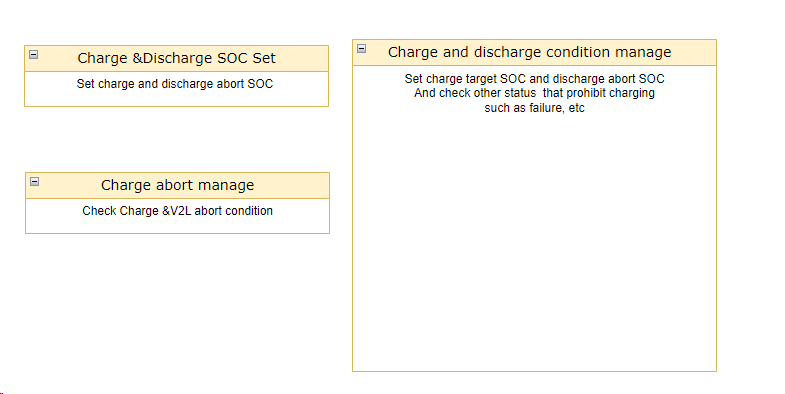 Charge &Discharge SOC Set
Set charge and discharge abort SOC
Charge abort manage
Check Charge &V2L abort condition
Charge and discharge condition manage
Set charge target SOC and discharge abort SOC
And check other status  that prohibit charging
such as failure, etc